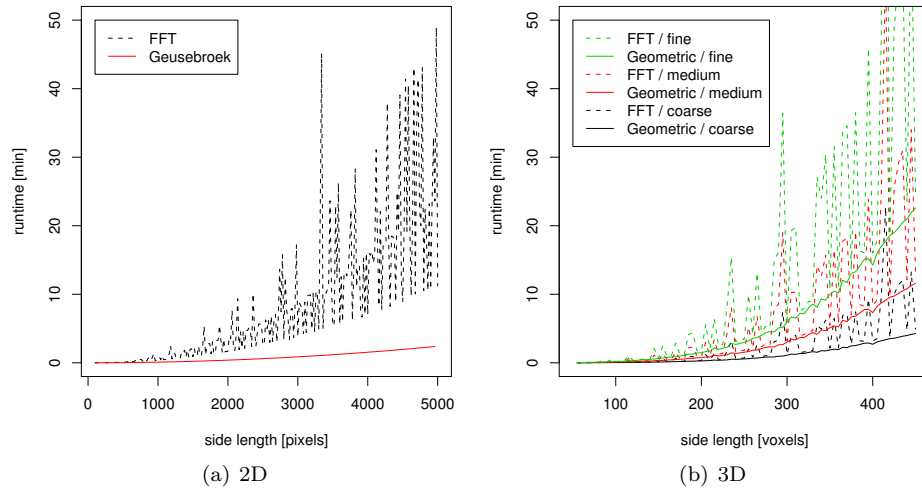 50
40
30
20
10
0
runtime [min]
FFT
Geusebroek
0 1000 2000 3000 4000 5000
side length [pixels]
(a) 2D
50
40
30
20
10
0
runtime [min]
FFT / fine
Geometric / fine
FFT / medium
Geometric / medium
FFT / coarse
Geometric / coarse
100 200 300 400
side length [voxels]
(b) 3D